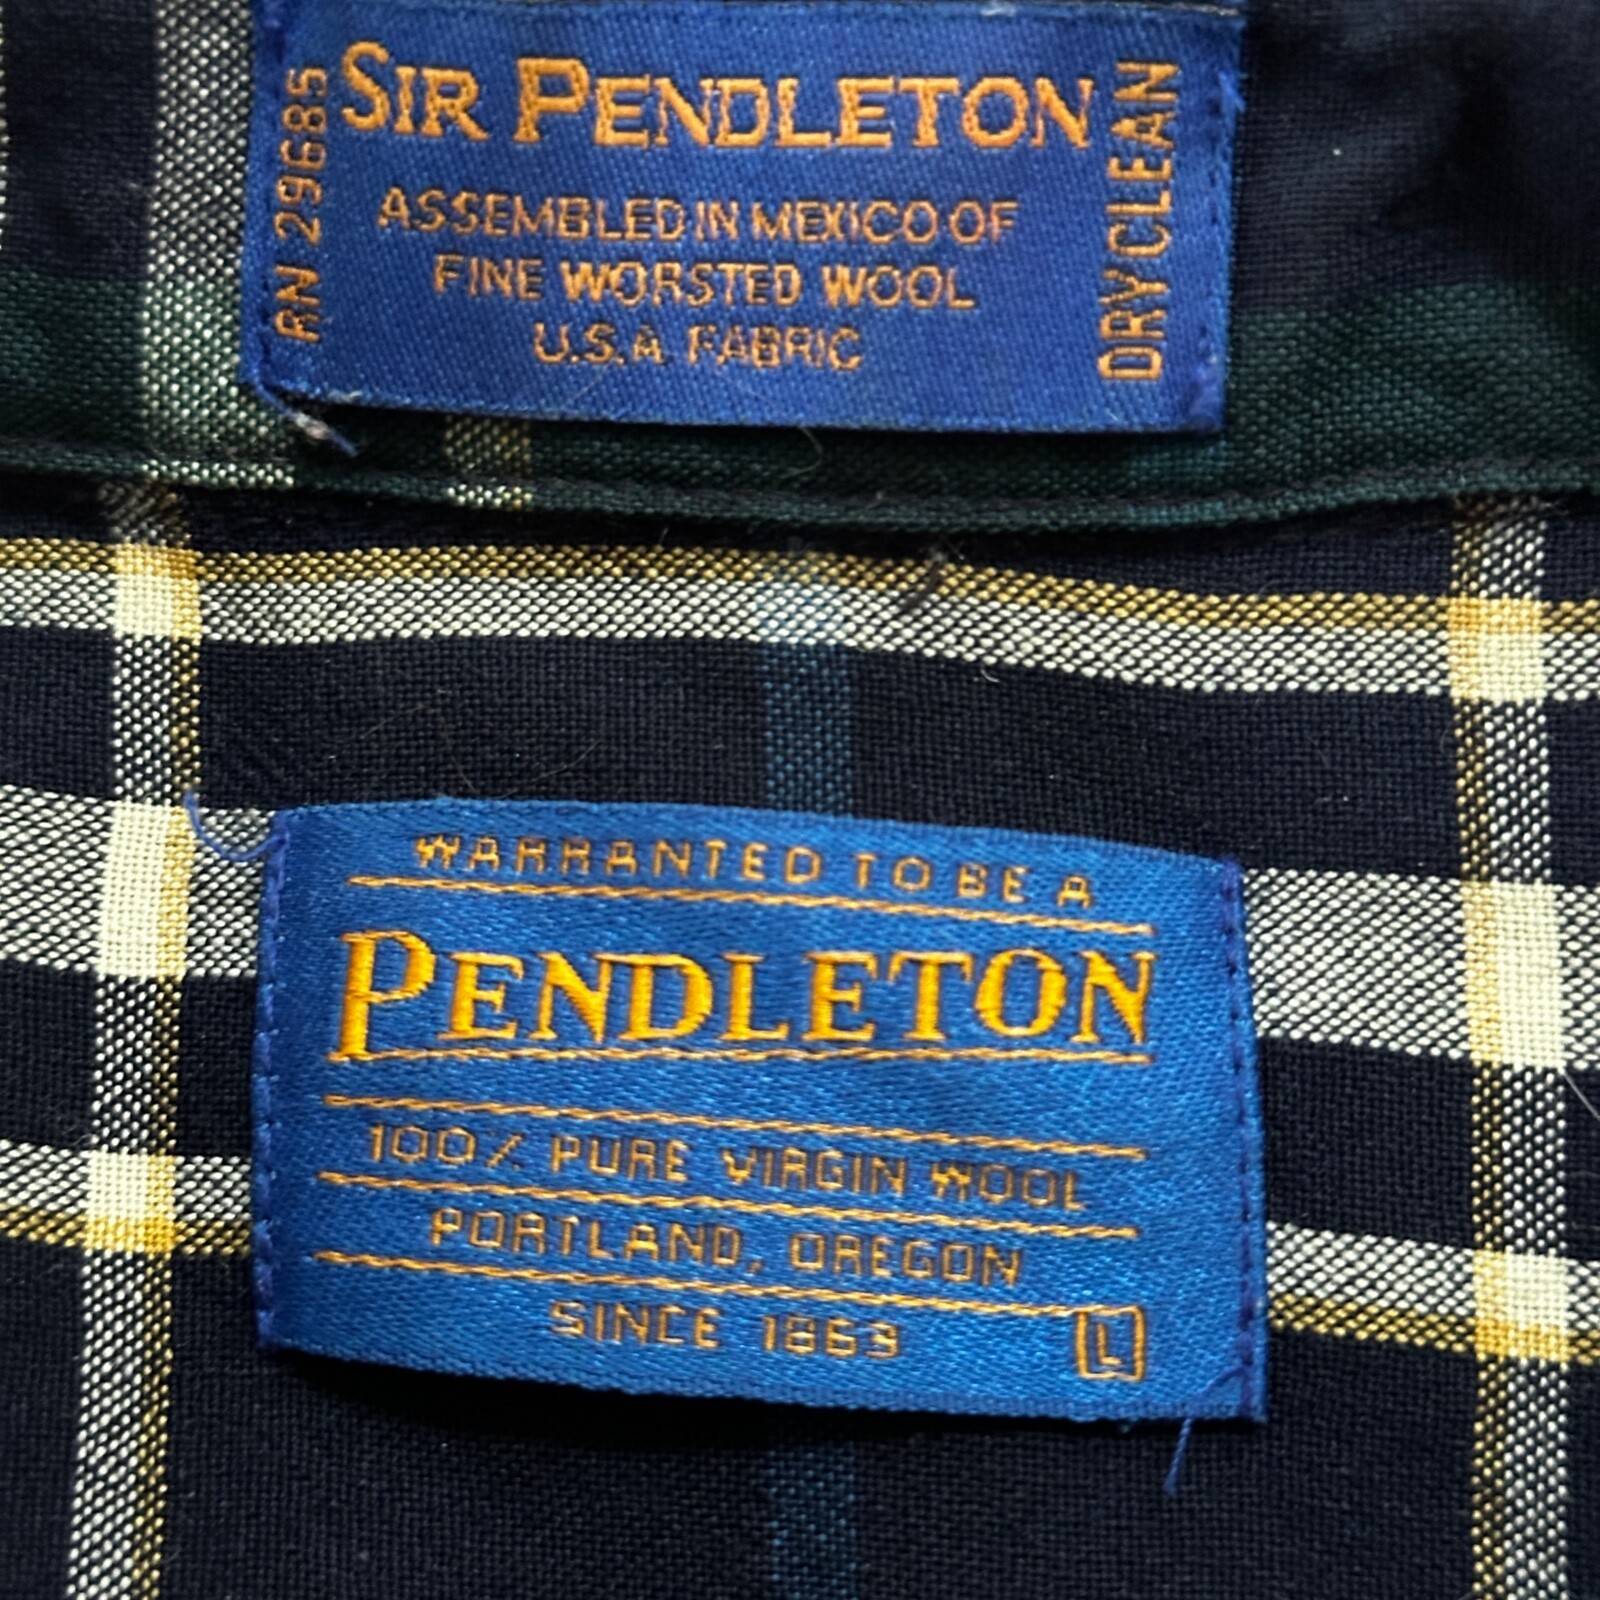 SIR PENDLETON
RN 29685
ASSEMBLED IN MEXICO OF
FINE WORSTED WOOL
U.S.A. FABRIC
DRY CLEAN
WARRANTED TO BE A
PENDLETON
100% PURE VIRGIN WOOL
PORTLAND, OREGON
SINCE 1863
L